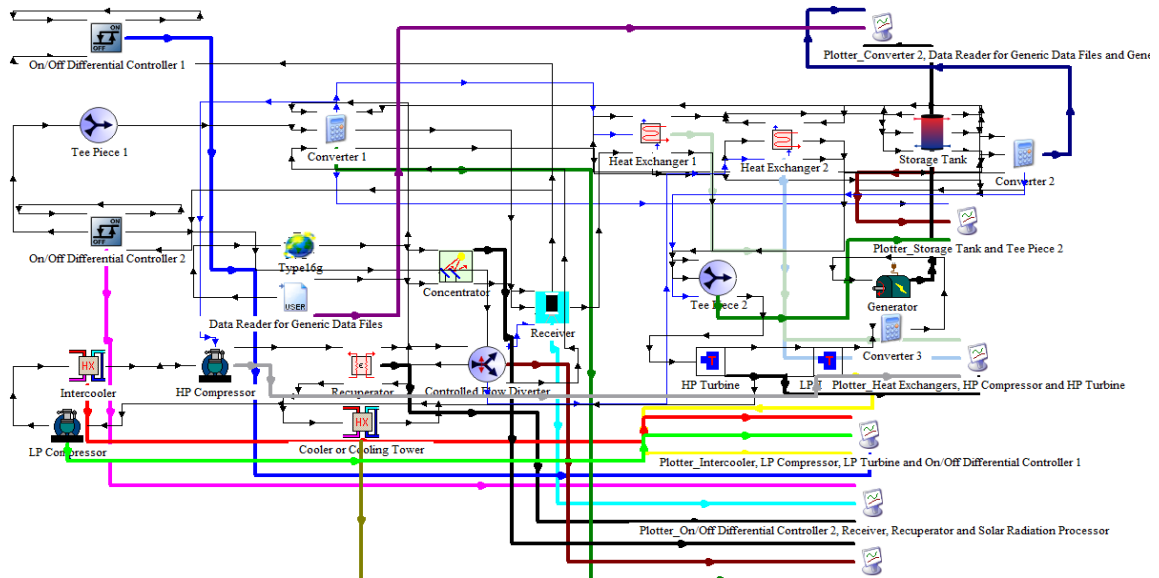 ON
OFF
On/Off Differential Controller 1
Plotter_Converter 2, Data Reader for Generic Data Files and Gene
Tee Piece 1
Converter 1
Heat Exchanger 1
Heat Exchanger 2
Storage Tank
Converter 2
ON
OFF
On/Off Differential Controller 2
Plotter_Storage Tank and Tee Piece 2
Type16g
Concentrator
Tee Piece 2
Generator
USER
Data Reader for Generic Data Files
Receiver
Converter 3
HX
Intercooler
HP Compressor
ε
Recuperator
Controlled Flow Diverter
T
HP Turbine
T
Plotter_Heat Exchangers, HP Compressor and HP Turbine
LP Compressor
HX
Cooler or Cooling Tower
Plotter_Intercooler, LP Compressor, LP Turbine and On/Off Differential Controller 1
Plotter_On/Off Differential Controller 2, Receiver, Recuperator and Solar Radiation Processor